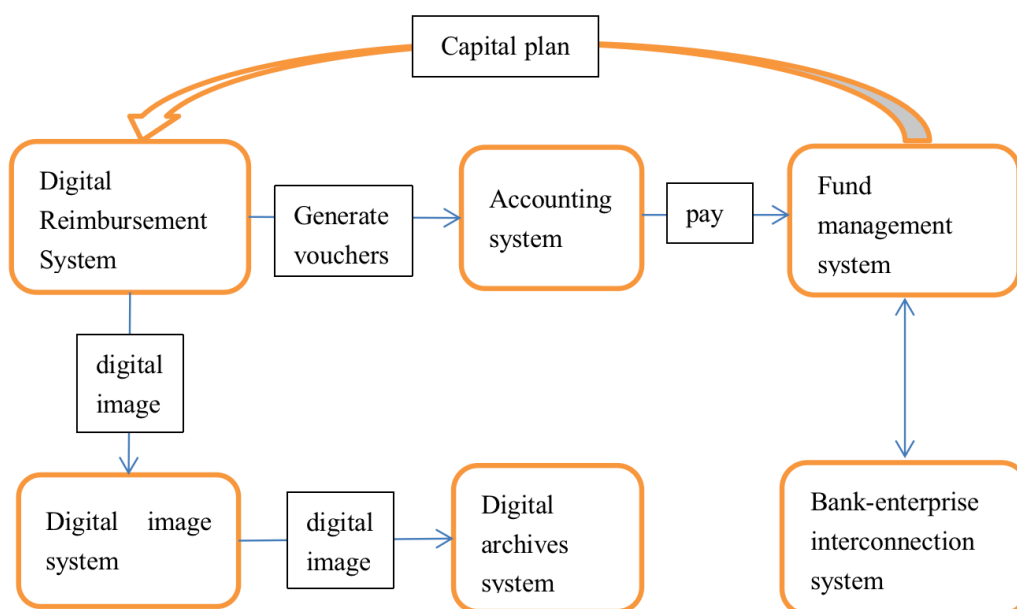 Capital plan
Digital
Reimbursement
System
Generate
vouchers
Accounting
system
pay
Fund
management
system
digital
image
Digital image
system
digital
image
Digital
archives
system
Bank-enterprise
interconnection
system